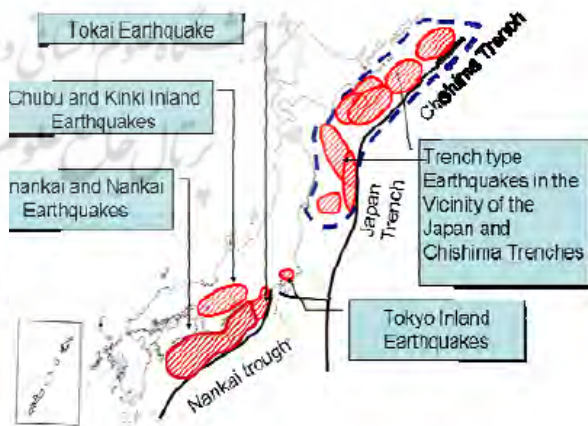 Tokai Earthquake
Chubu and Kinki Inland
Earthquakes
nankai and Nankai
Earthquakes
Chishima Trench
Trench type
Earthquakes in the
Vicinity of the
Japan and
Chishima Trenches
Japan
Trench
Tokyo Inland
Earthquakes
Nankai trough